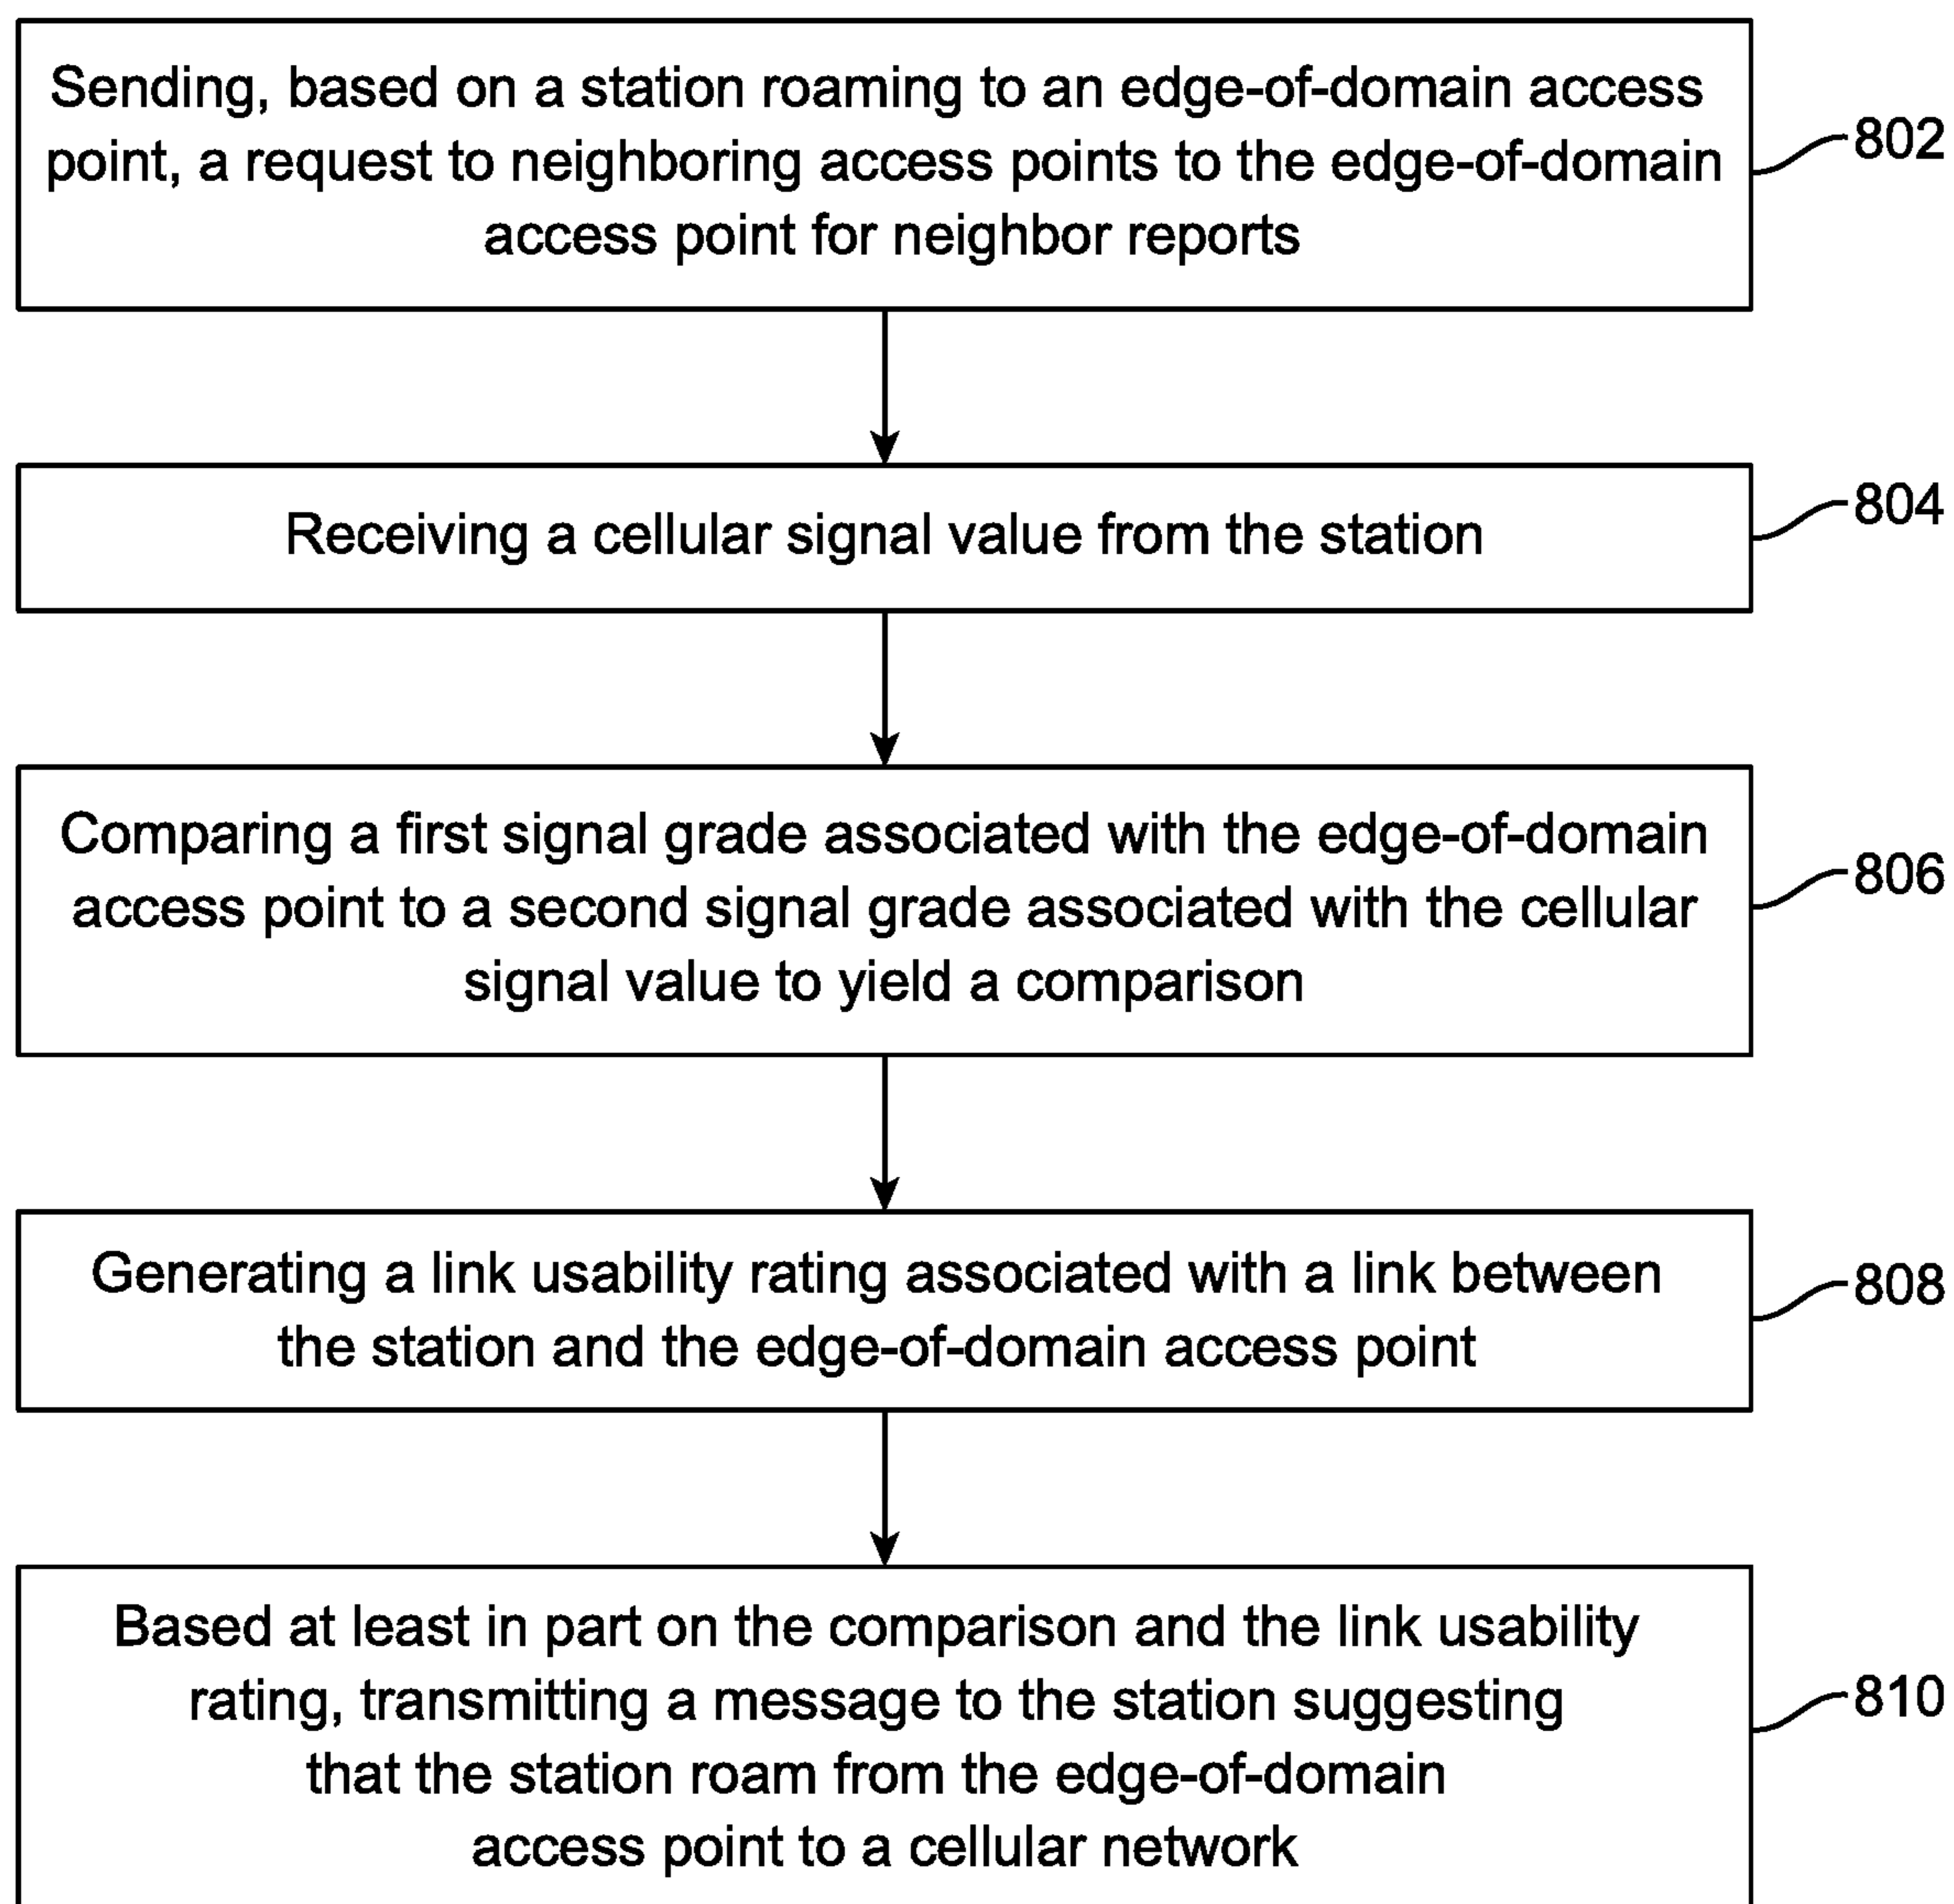 Sending, based on a station roaming to an edge-of-domain access
point, a request to neighboring access points to the edge-of-domain
access point for neighbor reports
802
Receiving a cellular signal value from the station
804
Comparing a first signal grade associated with the edge-of-domain
access point to a second signal grade associated with the cellular
signal value to yield a comparison
806
Generating a link usability rating associated with a link between
the station and the edge-of-domain access point
808
Based at least in part on the comparison and the link usability
rating, transmitting a message to the station suggesting
that the station roam from the edge-of-domain
access point to a cellular network
810